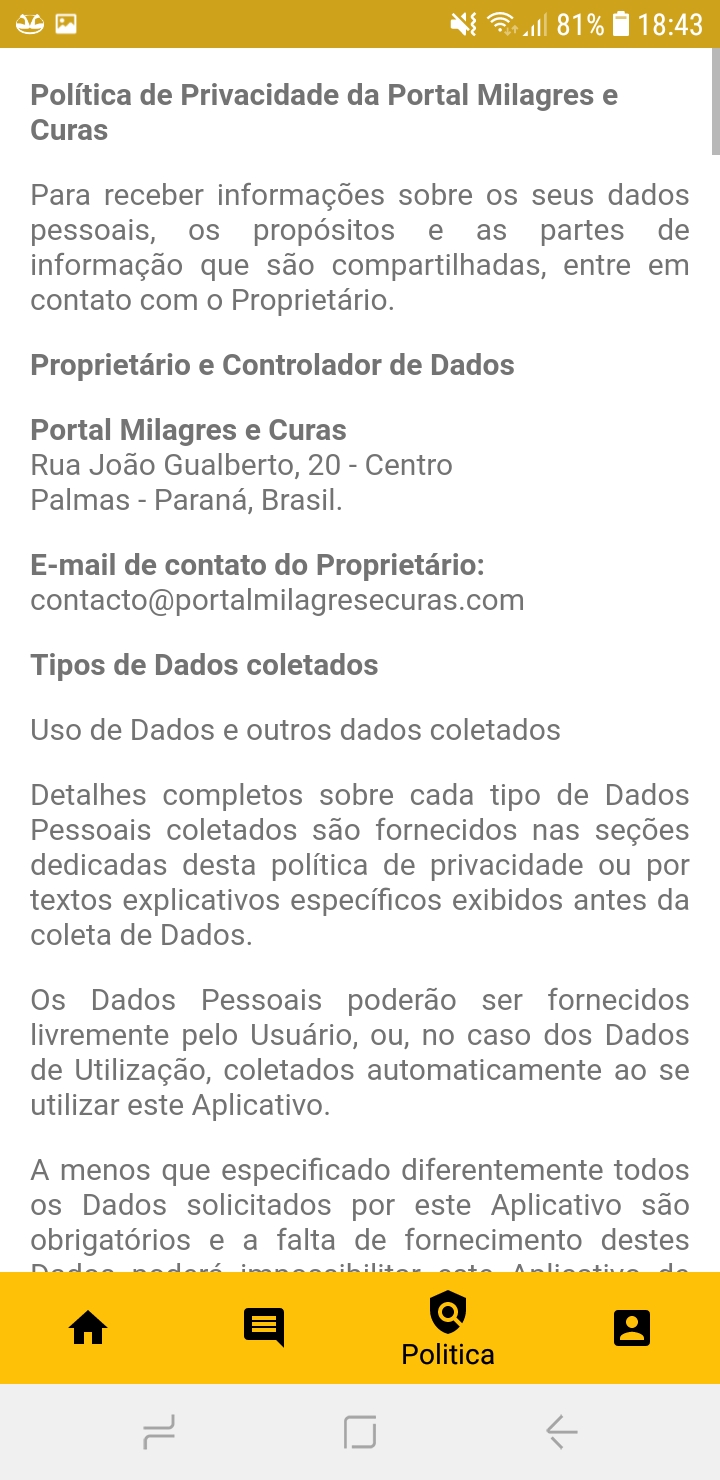 81% 18:43
Política de Privacidade da Portal Milagres e
Curas
Para receber informações sobre os seus dados
pessoais, os propósitos e as partes de
informação que são compartilhadas, entre em
contato com o Proprietário.
Proprietário e Controlador de Dados
Portal Milagres e Curas
Rua João Gualberto, 20 - Centro
Palmas - Paraná, Brasil.
E-mail de contato do Proprietário:
contacto@portalmilagresecuras.com
Tipos de Dados coletados
Uso de Dados e outros dados coletados
Detalhes completos sobre cada tipo de Dados
Pessoais coletados são fornecidos nas seções
dedicadas desta política de privacidade ou por
textos explicativos específicos exibidos antes da
coleta de Dados.
Os Dados Pessoais poderão ser fornecidos
livremente pelo Usuário, ou, no caso dos Dados
de Utilização, coletados automaticamente ao se
utilizar este Aplicativo.
A menos que especificado diferentemente todos
os Dados solicitados por este Aplicativo são
obrigatórios e a falta de fornecimento destes
Dados poderá impossibilitar este Aplicativo de
Politica